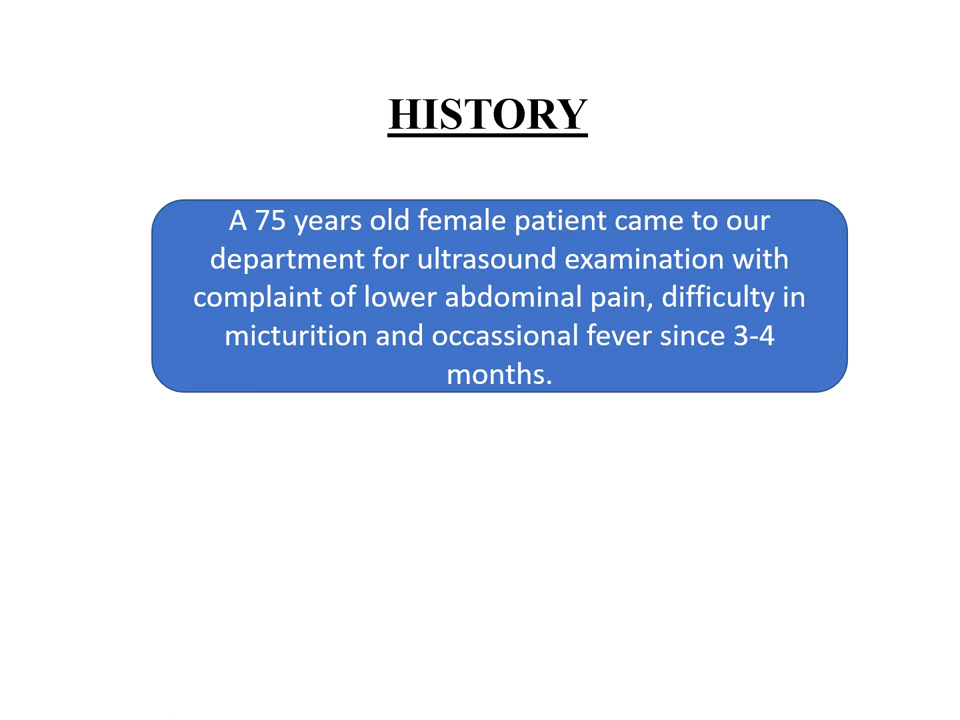 HISTORY
A 75 years old female patient came to our
department for ultrasound examination with
complaint of lower abdominal pain, difficulty in
micturition and occassional fever since 3-4
months.